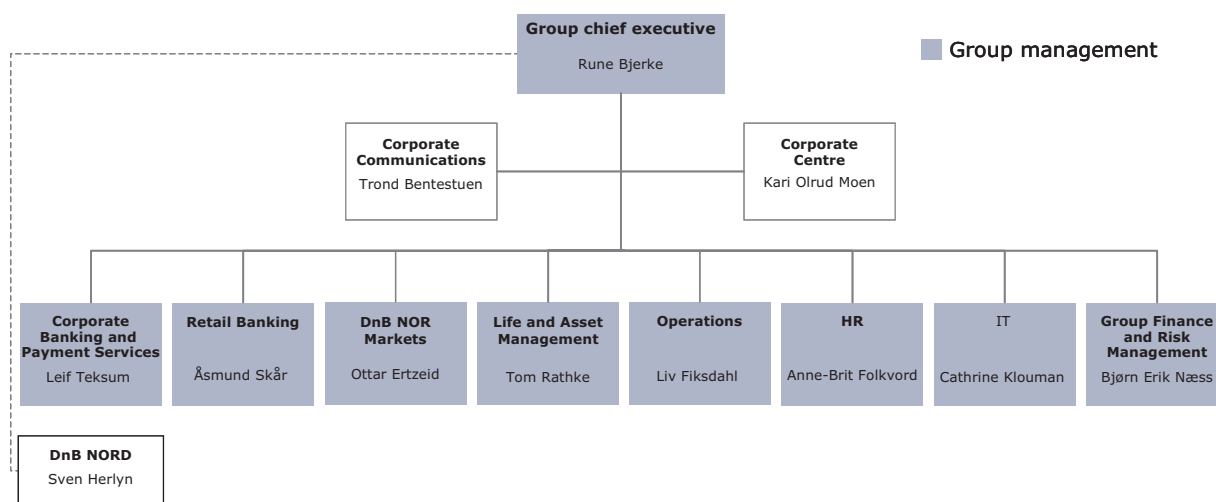 Group chief executive
Rune Bjerke
Group management
Corporate
Communications
Trond Bentestuen
Corporate
Centre
Kari Olrud Moen
Corporate
Banking and
Payment Services
Leif Teksum
Retail Banking
Åsmund Skår
DnB NOR
Markets
Ottar Ertzeid
Life and Asset
Management
Tom Rathke
Operations
Liv Fiksdahl
HR
Anne-Brit Folkvord
IT
Cathrine Klouman
Group Finance
and Risk
Management
Bjørn Erik Næss
DnB NORD
Sven Herlyn